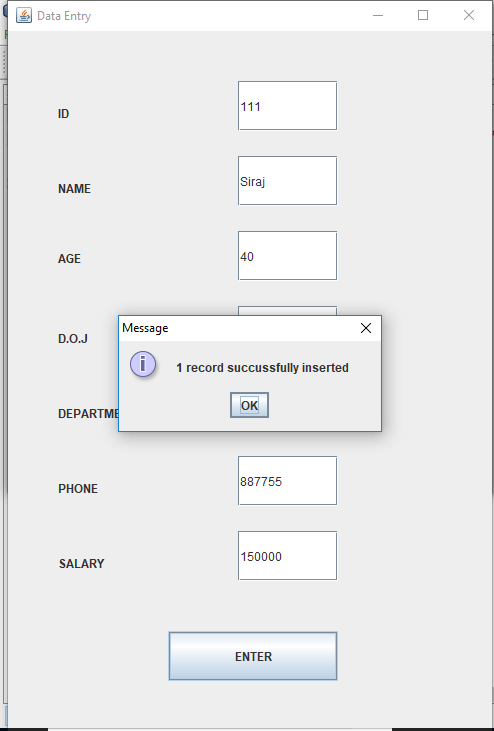 Data Entry
ID
111
NAME
Siraj
AGE
40
D.O.J
Message
1 record succussfully inserted
OK
DEPARTME
PHONE
887755
SALARY
150000
ENTER